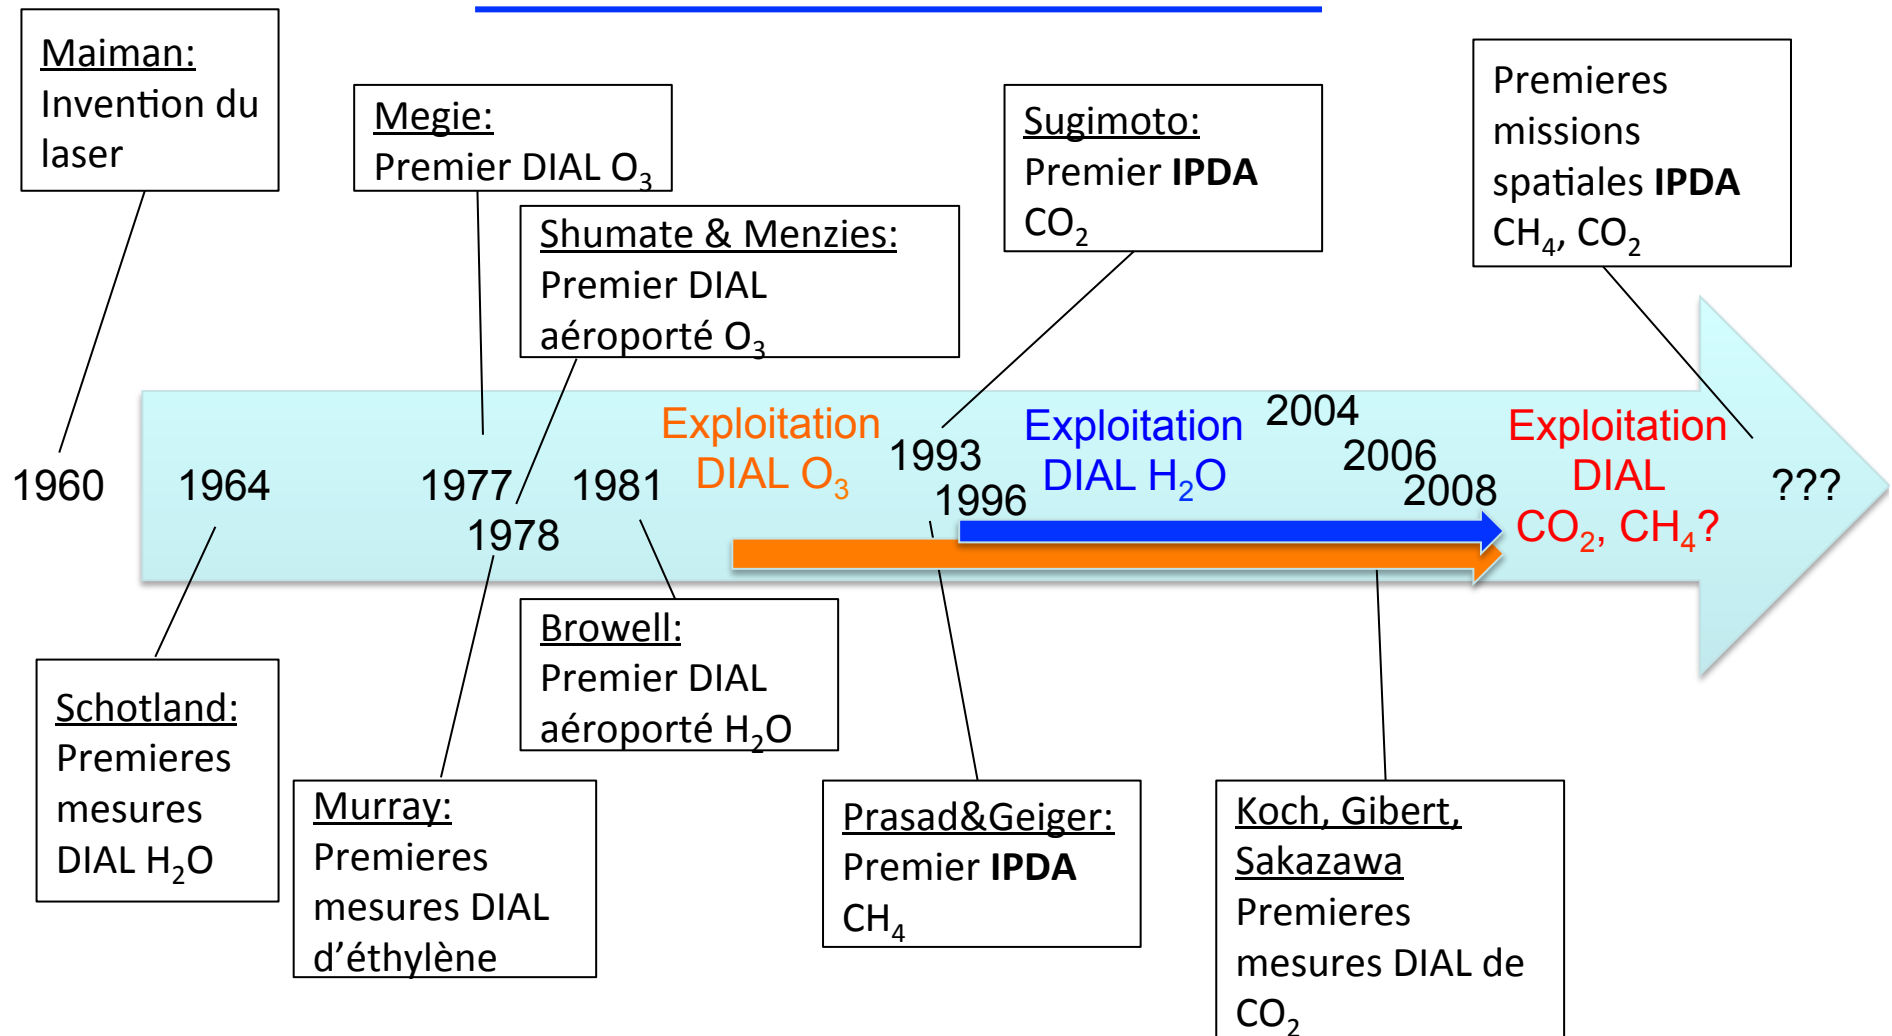 Maiman:
Invention du
laser
Megie:
Premier DIAL O₃
Shumate & Menzies:
Premier DIAL
aéroporté O₃
Sugimoto:
Premier IPDA
CO₂
Premieres
missions
spatiales IPDA
CH₄, CO₂
1960
1964
1977
1978
1981
Exploitation
DIAL O₃
1993
1996
Exploitation
DIAL H₂O
2004
2006
2008
Exploitation
DIAL
CO₂, CH₄?
???
Schotland:
Premieres
mesures
DIAL H₂O
Murray:
Premieres
mesures DIAL
d’éthylène
Browell:
Premier DIAL
aéroporté H₂O
Prasad&Geiger:
Premier IPDA
CH₄
Koch, Gibert,
Sakazawa
Premieres
mesures DIAL de
CO₂